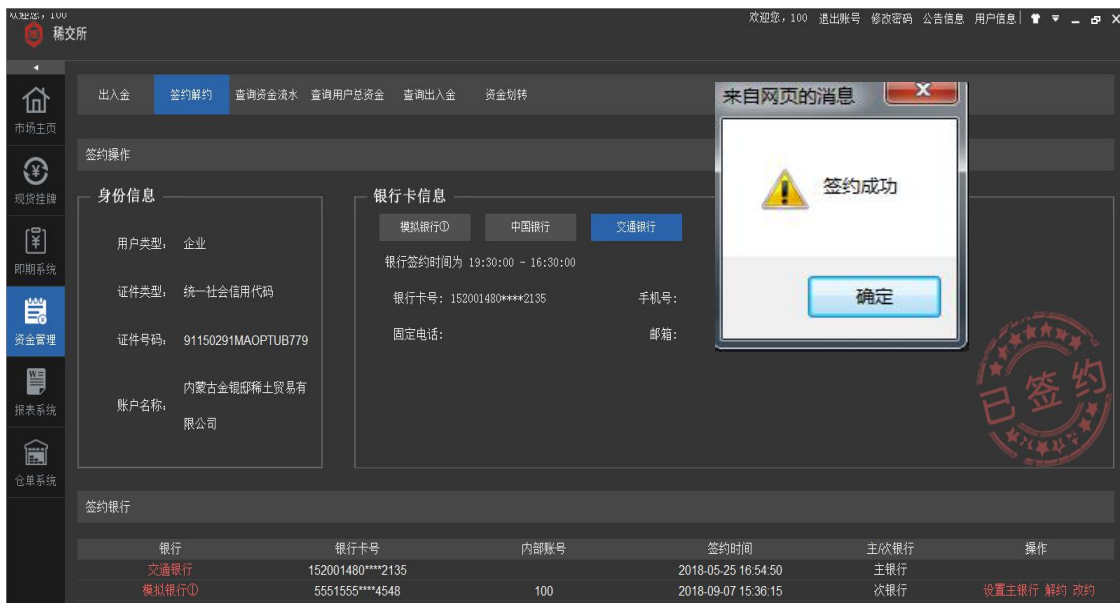 欢迎您，100
稀交所
欢迎您，100 退出账号 修改密码 公告信息 用户信息
出入金 签约解约 查询资金流水 查询用户总资金 查询出入金 资金划转
来自网页的消息
签约成功
确定
市场主页
现货挂牌
即期系统
资金管理
报表系统
仓单系统
签约操作
身份信息
用户类型： 企业
证件类型： 统一社会信用代码
证件号码： 91150291MAOPTUB779
账户名称： 内蒙古金锟邸稀土贸易有
限公司
银行卡信息
模拟银行① 中国银行 交通银行
银行签约时间为 19:30:00 - 16:30:00
银行卡号: 152001480****2135 手机号:
固定电话: 邮箱:
已签约
签约银行
银行 银行卡号 内部账号 签约时间 主/次银行 操作
交通银行 152001480****2135 2018-05-25 16:54:50 主银行
模拟银行① 5551555****4548 100 2018-09-07 15:36:15 次银行 设置主银行 解约 改约